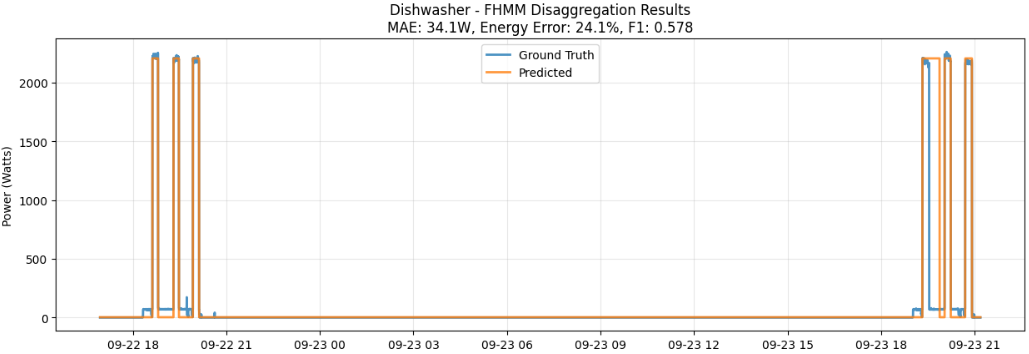 Dishwasher - FHMM Disaggregation Results
MAE: 34.1W, Energy Error: 24.1%, F1: 0.578
Ground Truth
Predicted
Power (Watts)
2000
1500
1000
500
0
09-22 18 09-22 21 09-23 00 09-23 03 09-23 06 09-23 09 09-23 12 09-23 15 09-23 18 09-23 21